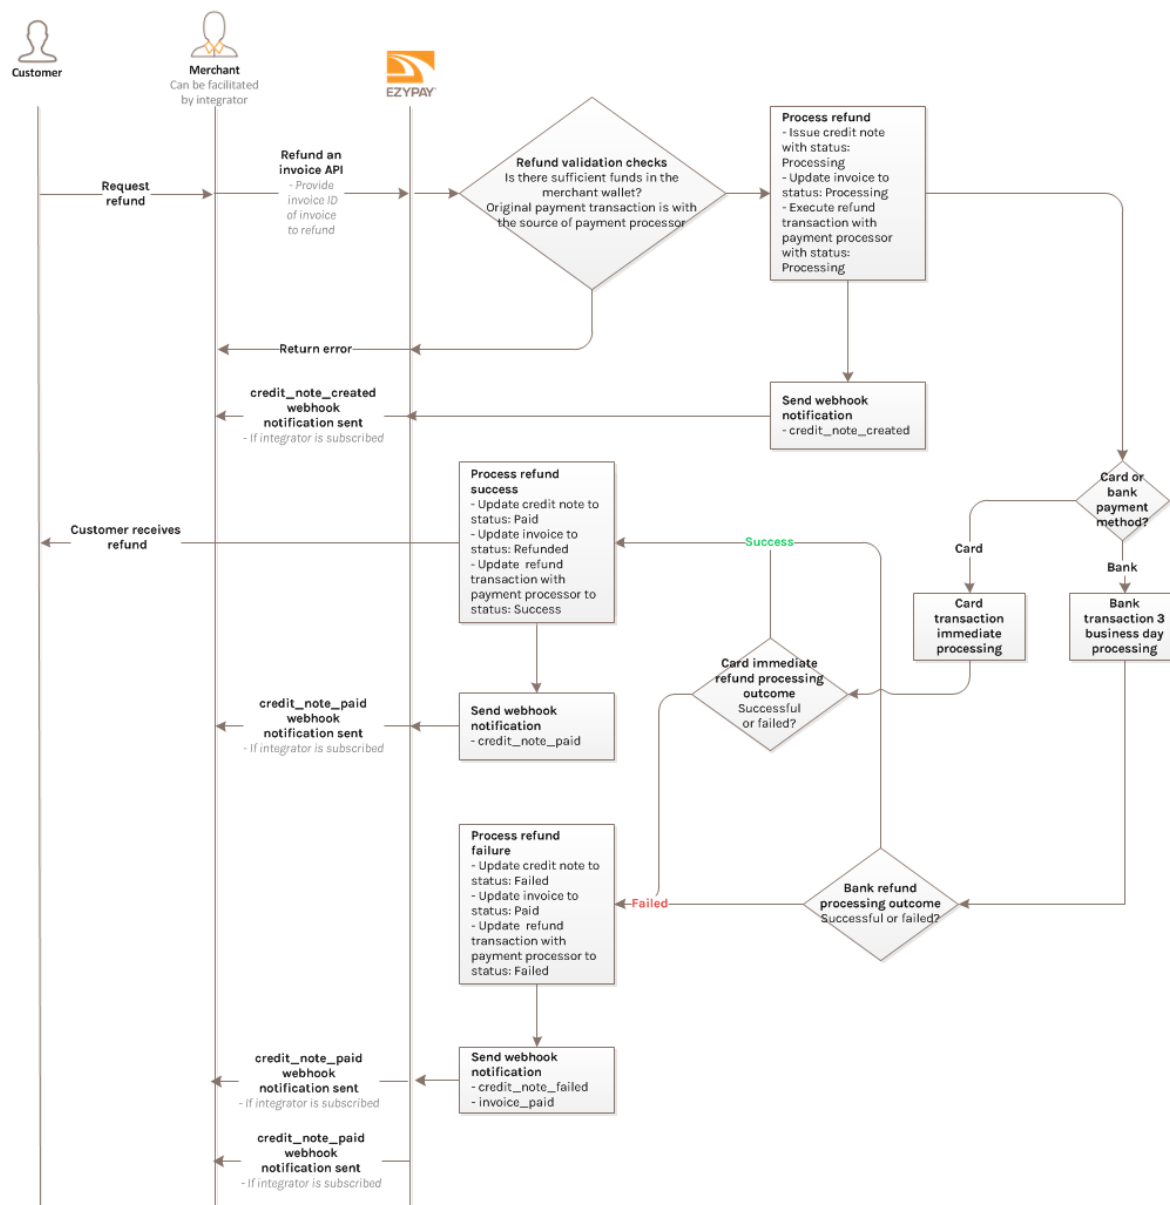 Customer
Merchant
Can be facilitated
by integrator
EZYPAY
Request
refund
Refund an
invoice API
- Provide
invoice ID
of invoice
to refund
Refund validation checks
Is there sufficient funds in the
merchant wallet?
Original payment transaction is with
the source of payment processor
Process refund
- Issue credit note
with status:
Processing
- Update invoice to
status: Processing
- Execute refund
transaction with
payment processor
with status:
Processing
Return error
credit_note_created
webhook
notification sent
- If integrator is subscribed
Send webhook
notification
- credit_note_created
Card or
bank
payment
method?
Card
Bank
Card
transaction
immediate
processing
Bank
transaction 3
business day
processing
Process refund
success
- Update credit note to
status: Paid
- Update invoice to
status: Refunded
- Update refund
transaction with
payment processor to
status: Success
Success
Customer receives
refund
Card immediate
refund processing
outcome
Successful
or failed?
credit_note_paid
webhook
notification sent
- If integrator is subscribed
Send webhook
notification
- credit_note_paid
Process refund
failure
- Update credit note to
status: Failed
- Update invoice to
status: Paid
- Update refund
transaction with
payment processor to
status: Failed
Failed
Bank refund
processing outcome
Successful or failed?
credit_note_paid
webhook
notification sent
- If integrator is subscribed
Send webhook
notification
- credit_note_failed
- invoice_paid
credit_note_paid
webhook
notification sent
- If integrator is subscribed